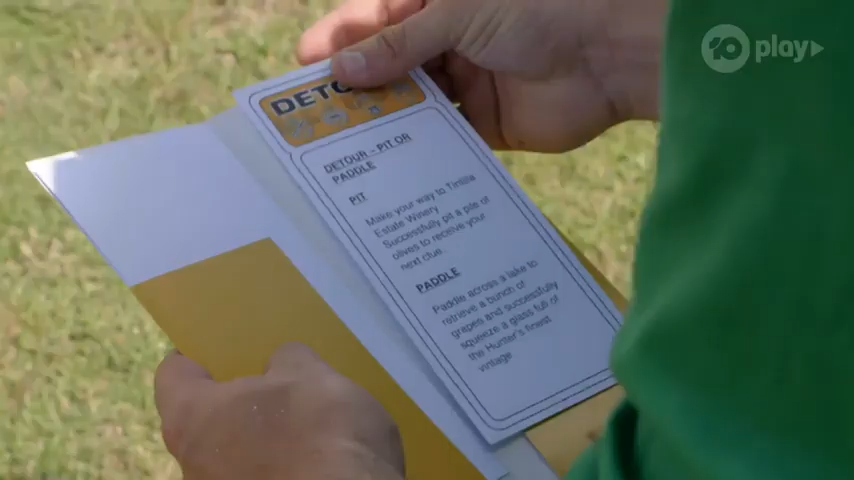 10 play
DETO
DETOUR - PIT OR
PADDLE
PIT
Make your way to Tintilla
Estate Winery
Successfully pit a pile of
olives to receive your
next clue.
PADDLE
Paddle across a lake to
retrieve a bunch of
grapes and successfully
squeeze a glass full of
the Hunter's finest
vintage